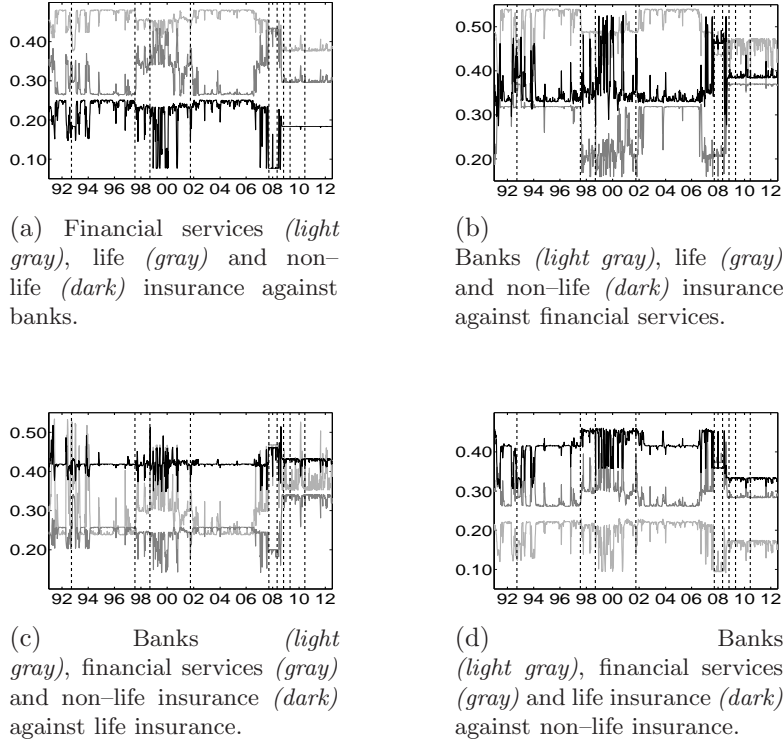 0.40
0.30
0.20
0.10
92 94 96 98 00 02 04 06 08 10 12
(a) Financial services (light
gray), life (gray) and non–
life (dark) insurance against
banks.
0.50
0.40
0.30
0.20
92 94 96 98 00 02 04 06 08 10 12
(b)
Banks (light gray), life (gray)
and non–life (dark) insurance
against financial services.
0.50
0.40
0.30
0.20
92 94 96 98 00 02 04 06 08 10 12
(c) Banks (light
gray), financial services (gray)
and non–life insurance (dark)
against life insurance.
0.40
0.30
0.20
0.10
92 94 96 98 00 02 04 06 08 10 12
(d) Banks
(light gray), financial services
(gray) and life insurance (dark)
against non–life insurance.